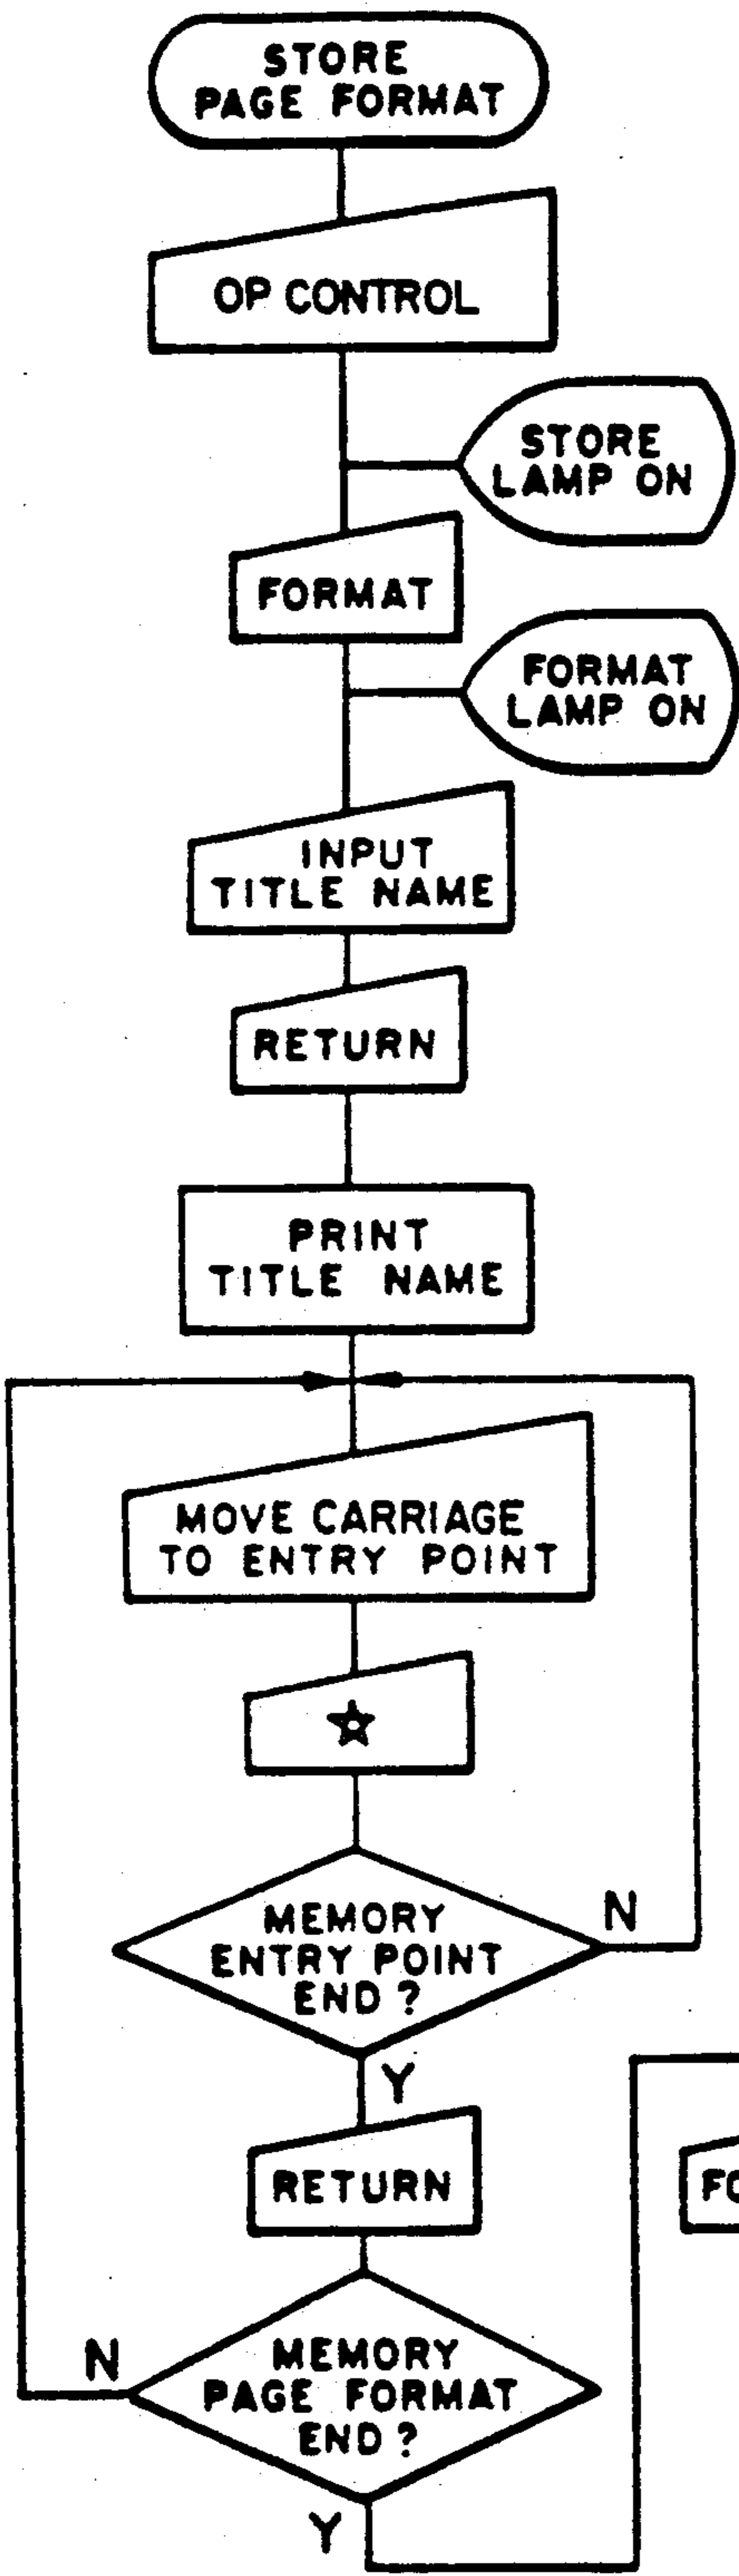 STORE
PAGE FORMAT
OP CONTROL
STORE
LAMP ON
FORMAT
FORMAT
LAMP ON
INPUT
TITLE NAME
RETURN
PRINT
TITLE NAME
MOVE CARRIAGE
TO ENTRY POINT
☆
MEMORY
ENTRY POINT
END ?
N
Y
RETURN
FO
MEMORY
PAGE FORMAT
END ?
N
Y